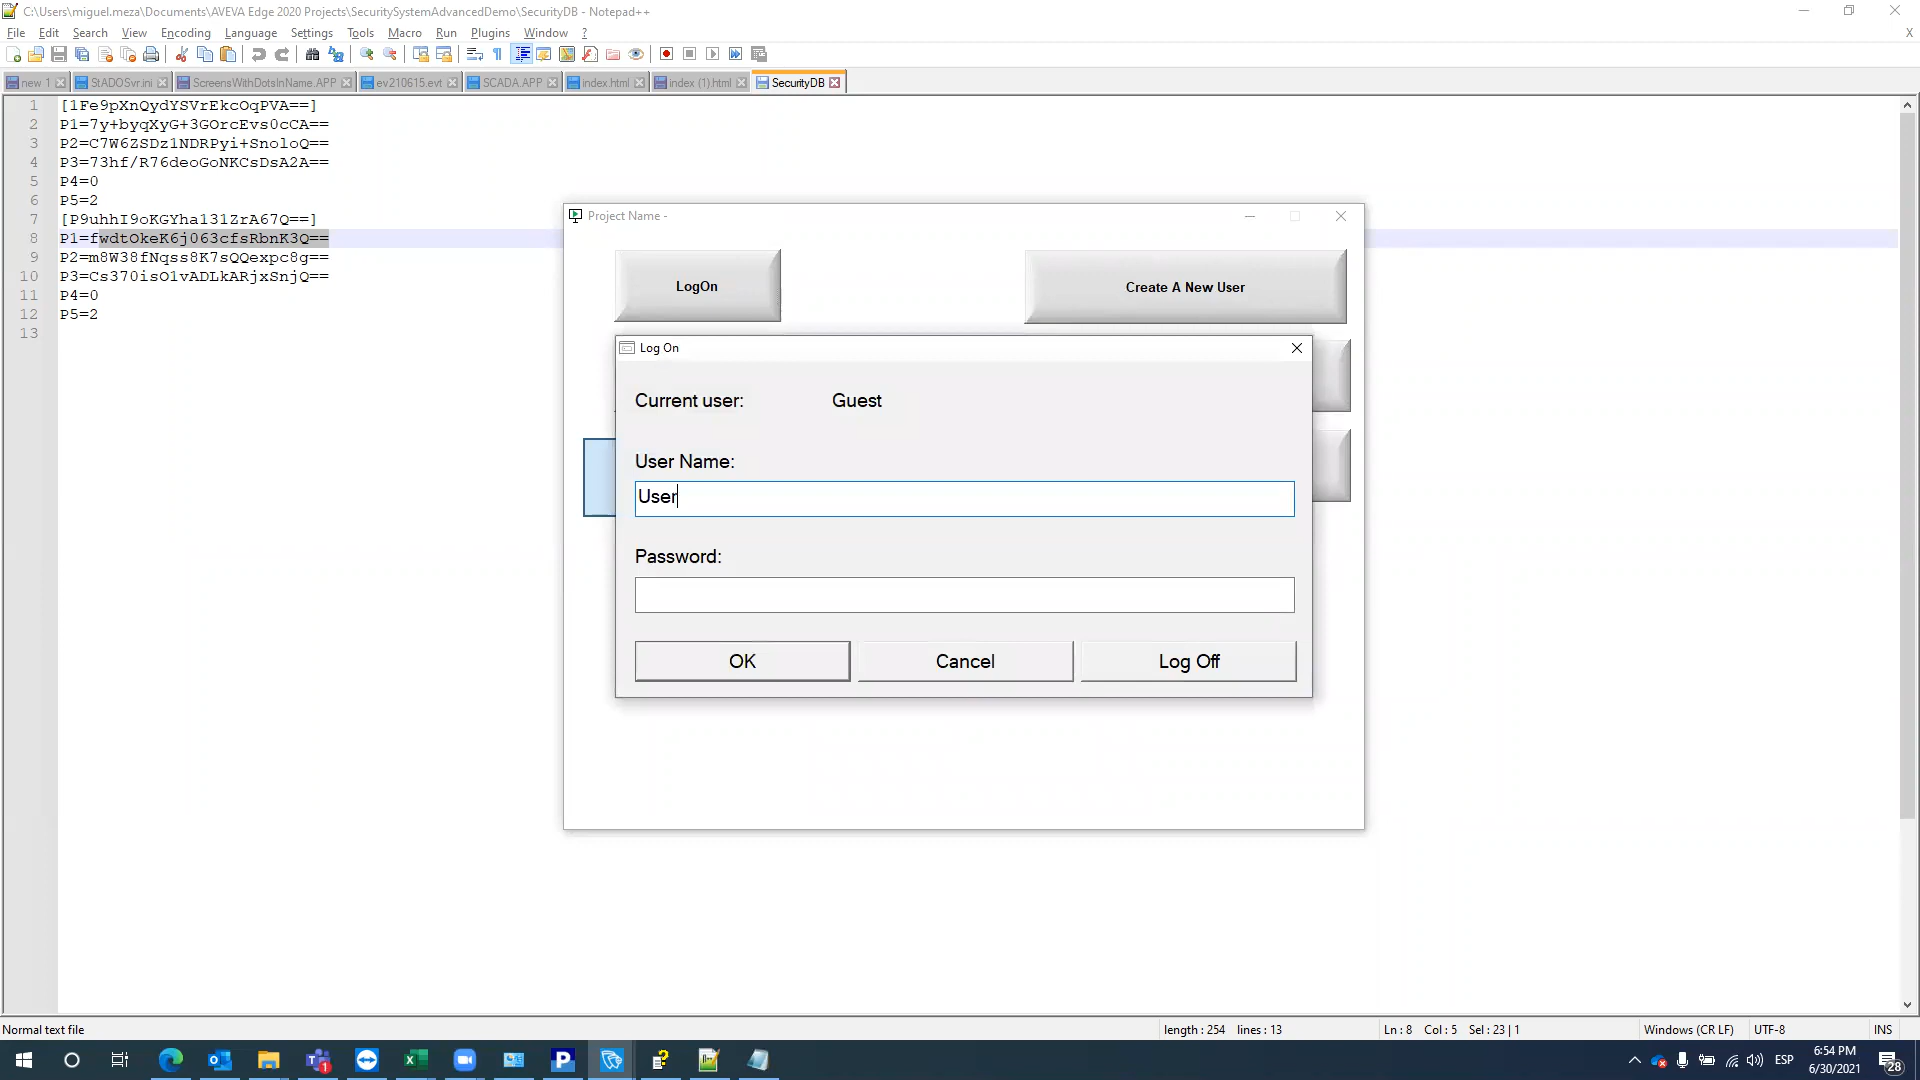 C:\Users\miguel.meza\Documents\AVEVA Edge 2020 Projects\SecuritySystemAdvancedDemo\SecurityDB - Notepad++
File Edit Search View Encoding Language Settings Tools Macro Run Plugins Window ? X
new 1 StADOSvr.ini ScreensWithDotsInName.APP ev210615.evt SCADA.APP index.html index (1).html SecurityDB
1 [1Fe9pXnQydYSVrEkcOqPVA==]
2 P1=7y+byqXyG+3GOrcEvs0cCA==
3 P2=C7W6ZSDz1NDRPyi+SnoloQ==
4 P3=73hf/R76deoGoNKCsDsA2A==
5 P4=0
6 P5=2
7 [P9uhhI9oKGYha131ZrA67Q==]
8 P1=fwdtOkeK6j063cfsRbnK3Q==
9 P2=m8W38fNqss8K7sQQexpc8g==
10 P3=Cs370isO1vADLkARjxSnjQ==
11 P4=0
12 P5=2
13
Project Name -
LogOn
Create A New User
Log On
Current user: Guest
User Name:
User
Password:
OK Cancel Log Off
Normal text file length : 254 lines : 13 Ln : 8 Col : 5 Sel : 23 | 1 Windows (CR LF) UTF-8 INS
ESP
6:54 PM
6/30/2021
28
1